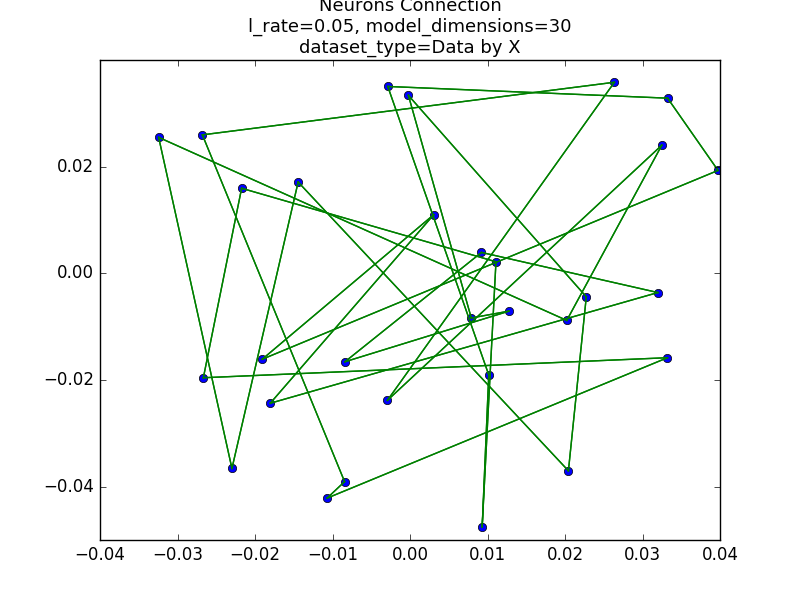 Neurons Connection
l_rate=0.05, model_dimensions=30
dataset_type=Data by X
0.02
0.00
−0.02
−0.04
−0.04 −0.03 −0.02 −0.01 0.00 0.01 0.02 0.03 0.04